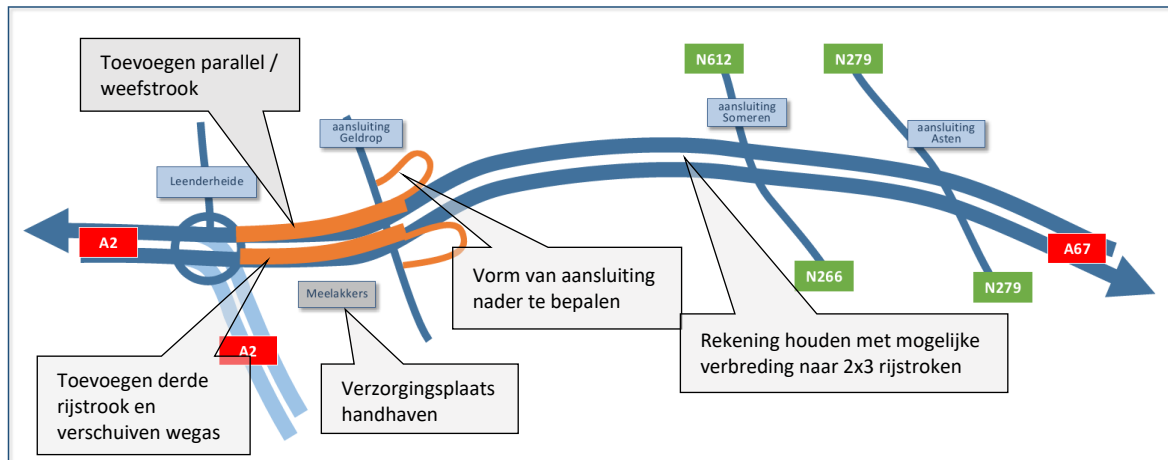 Toevoegen parallel /
weefstrook
N612
N279
aansluiting
Geldrop
aansluiting
Someren
aansluiting
Asten
Leenderheide
A2
A67
Meelakkers
Vorm van aansluiting
nader te bepalen
N266
N279
A2
Rekening houden met mogelijke
verbreding naar 2x3 rijstroken
Toevoegen derde
rijstrook en
verschuiven wegas
Verzorgingsplaats
handhaven